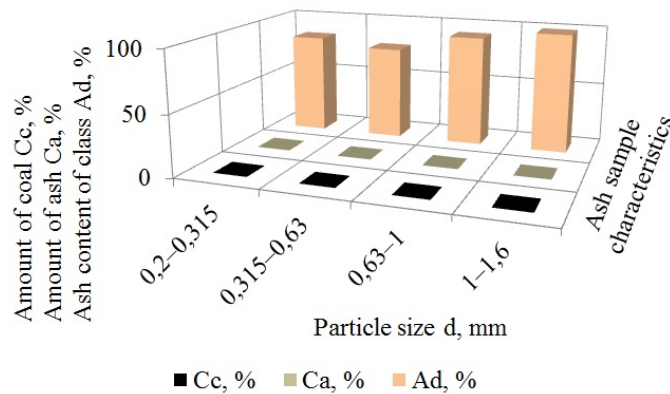 100
50
0
Amount of coal Cc, %
Amount of ash Ca, %
Ash content of class Ad, %
0,2–0,315
0,315–0,63
0,63–1
1–1,6
Ash sample
characteristics
Particle size d, mm
Cc, %
Ca, %
Ad, %